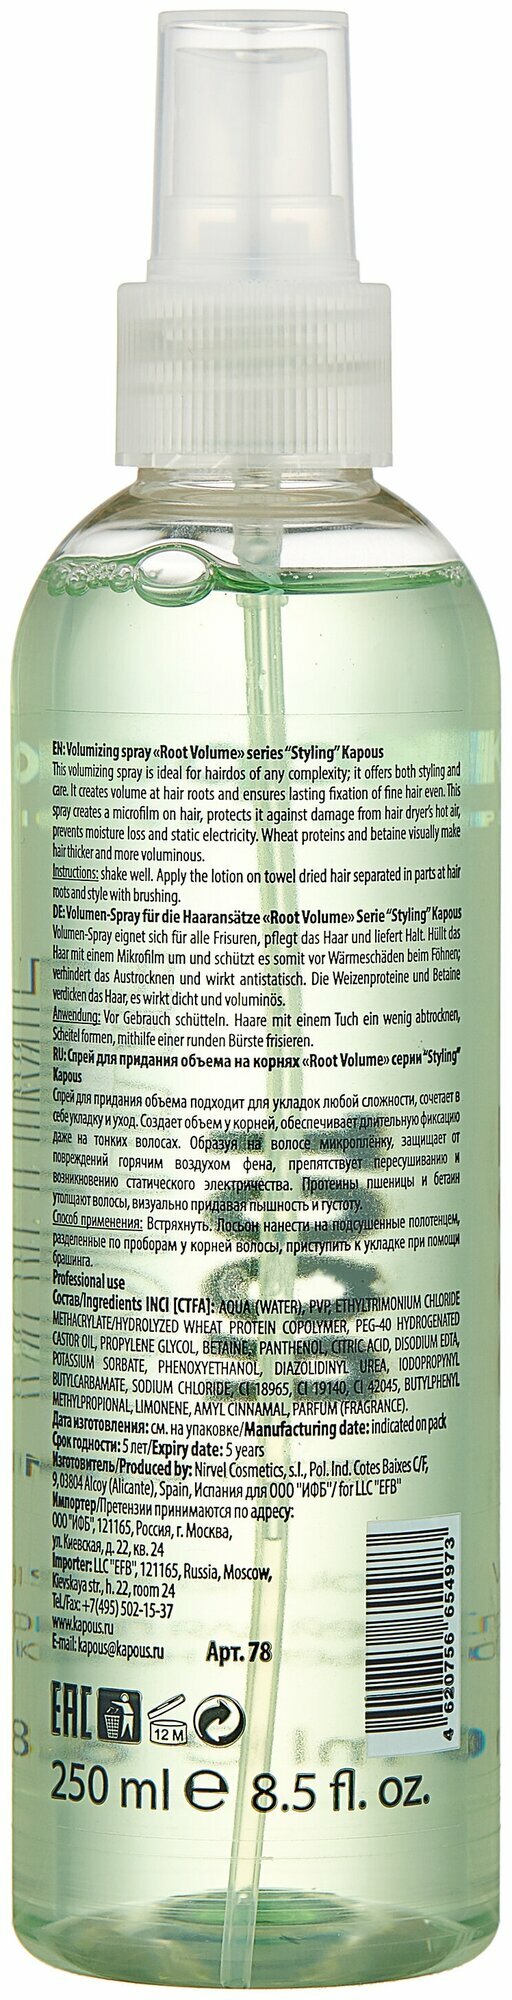 EN: Volumizing spray «Root Volume» series "Styling" Kapous
This volumizing spray is ideal for hairdos of any complexity; it offers both styling and
care. It creates volume at hair roots and ensures lasting fixation of fine hair even. This
spray creates a microfilm on hair, protects it against damage from hair dryer's hot air,
prevents moisture loss and static electricity. Wheat proteins and betaine visually make
hair thicker and more voluminous.
Instructions: shake well. Apply the lotion on towel dried hair separated in parts at hair
roots and style with brushing.
DE: Volumen-Spray für die Haaransätze «Root Volume» Serie "Styling" Kapous
Volumen-Spray eignet sich für alle Frisuren, pflegt das Haar und liefert Halt. Hüllt das
Haar mit einem Mikrofilm um und schützt es somit vor Wärmeschäden beim Föhnen;
verhindert das Austrocknen und wirkt antistatisch. Die Weizenproteine und Betaine
verdicken das Haar, es wirkt dicht und voluminös.
Anwendung: Vor Gebrauch schütteln. Haare mit einem Tuch ein wenig abtrocknen,
Scheitel formen, mithilfe einer runden Bürste frisieren.
RU: Спрей для придания объема на корнях «Root Volume» серии "Styling"
Kapous
Спрей для придания объема подходит для укладок любой сложности, сочетает в
себе укладку и уход. Создает объем у корней, обеспечивает длительную фиксацию
даже на тонких волосах. Образуя на волосе микропленку, защищает от
повреждений горячим воздухом фена, препятствует пересушиванию и
возникновению статического электричества. Протеины пшеницы и бетаин
утолщают волосы, визуально придавая пышность и густоту.
Способ применения: Встряхнуть. Лосьон нанести на подсушенные полотенцем,
разделенные по проборам у корней волосы, приступить к укладке при помощи
брашинга.
Professional use
Состав/Ingredients INCI [CTFA]: AQUA (WATER), PVP, ETHYLTRIMONIUM CHLORIDE
METHACRYLATE/HYDROLYZED WHEAT PROTEIN COPOLYMER, PEG-40 HYDROGENATED
CASTOR OIL, PROPYLENE GLYCOL, BETAINE, PANTHENOL, CITRIC ACID, DISODIUM EDTA,
POTASSIUM SORBATE, PHENOXYETHANOL, DIAZOLIDINYL UREA, IODOPROPYNYL
BUTYLCARBAMATE, SODIUM CHLORIDE, CI 18965, CI 19140, CI 42045, BUTYLPHENYL
METHYLPROPIONAL, LIMONENE, AMYL CINNAMAL, PARFUM (FRAGRANCE).
Дата изготовления: см. на упаковке/Manufacturing date: indicated on pack
Срок годности: 5 лет/Expiry date: 5 years
Изготовитель/Produced by: Nirvel Cosmetics, s.l., Pol. Ind. Cotes Baixes C/F,
9, 03804 Alcoy (Alicante), Spain, Испания для ООО "ИФБ"/ for LLC "EFB"
Импортер/Претензии принимаются по адресу:
ООО "ИФБ", 121165, Россия, г. Москва,
ул. Киевская, д. 22, кв. 24
Importer: LLC "EFB", 121165, Russia, Moscow,
Kievskaya str., h. 22, room 24
Tel./Fax: +7(495) 502-15-37
www.kapous.ru
E-mail: kapous@kapous.ru
Арт. 78
4 620756 654973
EAC
12 M
250 ml e 8.5 fl. oz.